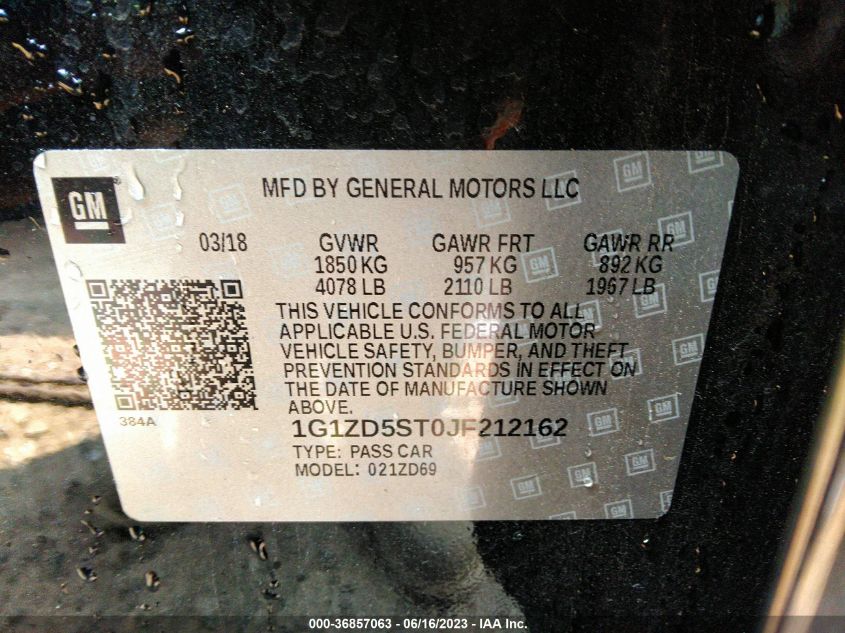 GM
MFD BY GENERAL MOTORS LLC
03/18 GVWR GAWR FRT GAWR RR
1850 KG 957 KG 892 KG
4078 LB 2110 LB 1967 LB
THIS VEHICLE CONFORMS TO ALL
APPLICABLE U.S. FEDERAL MOTOR
VEHICLE SAFETY, BUMPER, AND THEFT
PREVENTION STANDARDS IN EFFECT ON
THE DATE OF MANUFACTURE SHOWN
ABOVE.
384A
1G1ZD5ST0JF212162
TYPE: PASS CAR
MODEL: 021ZD69
000-36857063 - 06/16/2023 - IAA Inc.